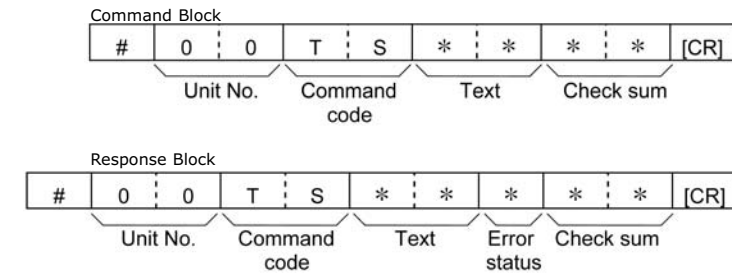 Command Block
# 0 0 T S * * * * [CR]
Unit No. Command code Text Check sum
Response Block
# 0 0 T S * * * * * [CR]
Unit No. Command code Text Error status Check sum